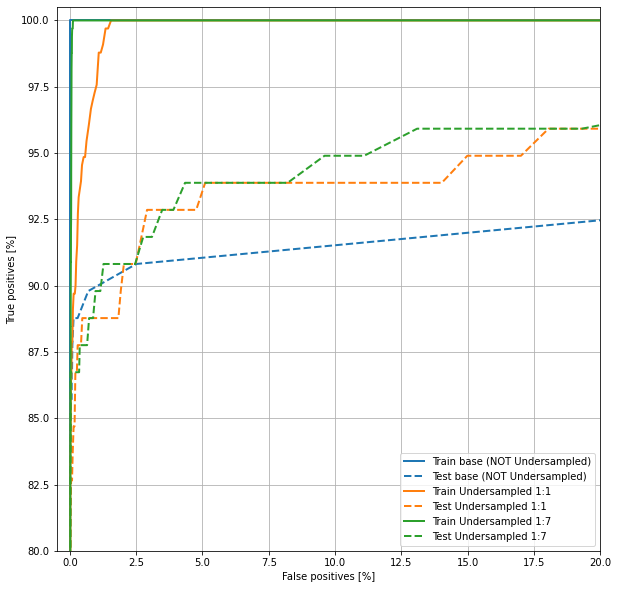 100.0
97.5
95.0
92.5
90.0
87.5
85.0
82.5
80.0
True positives [%]
Train base (NOT Undersampled)
Test base (NOT Undersampled)
Train Undersampled 1:1
Test Undersampled 1:1
Train Undersampled 1:7
Test Undersampled 1:7
0.0 2.5 5.0 7.5 10.0 12.5 15.0 17.5 20.0
False positives [%]